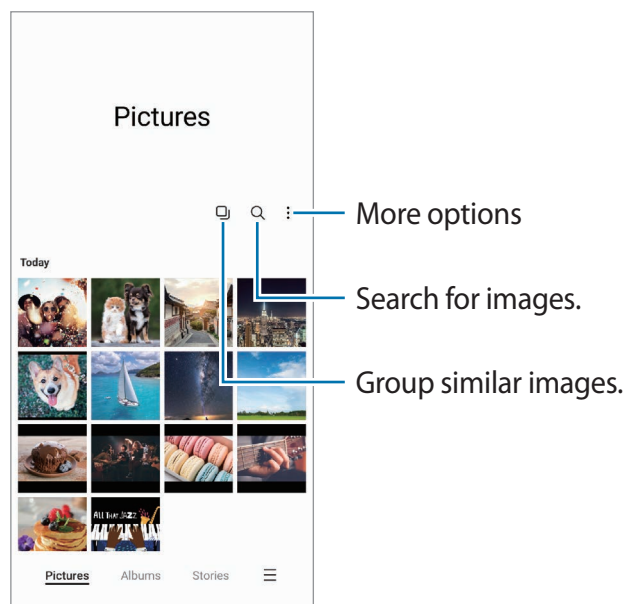 Pictures
More options
Today
Search for images.
Group similar images.
ALL THAT JAZZ
Pictures Albums Stories